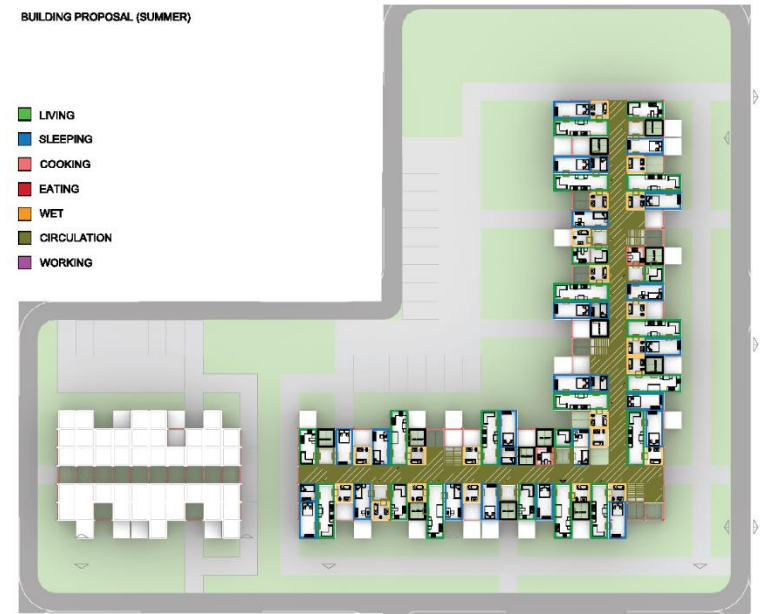 BUILDING PROPOSAL (SUMMER)
LIVING
SLEEPING
COOKING
EATING
WET
CIRCULATION
WORKING